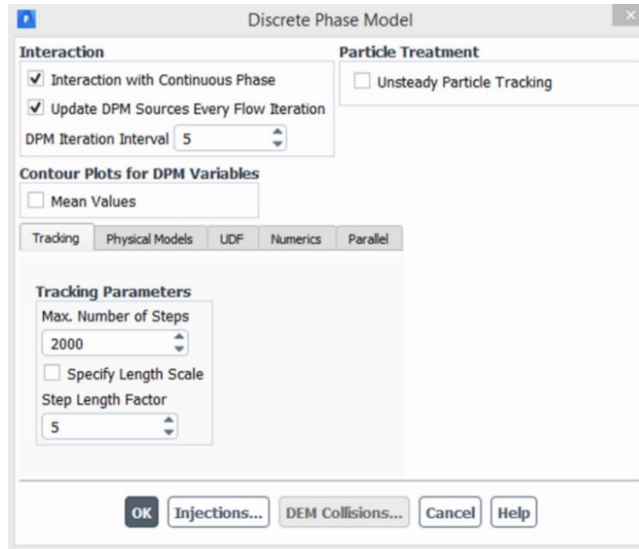 Discrete Phase Model
Interaction
Interaction with Continuous Phase
Update DPM Sources Every Flow Iteration
DPM Iteration Interval 5
Particle Treatment
Unsteady Particle Tracking
Contour Plots for DPM Variables
Mean Values
Tracking Physical Models UDF Numerics Parallel
Tracking Parameters
Max. Number of Steps
2000
Specify Length Scale
Step Length Factor
5
OK Injections... DEM Collisions... Cancel Help